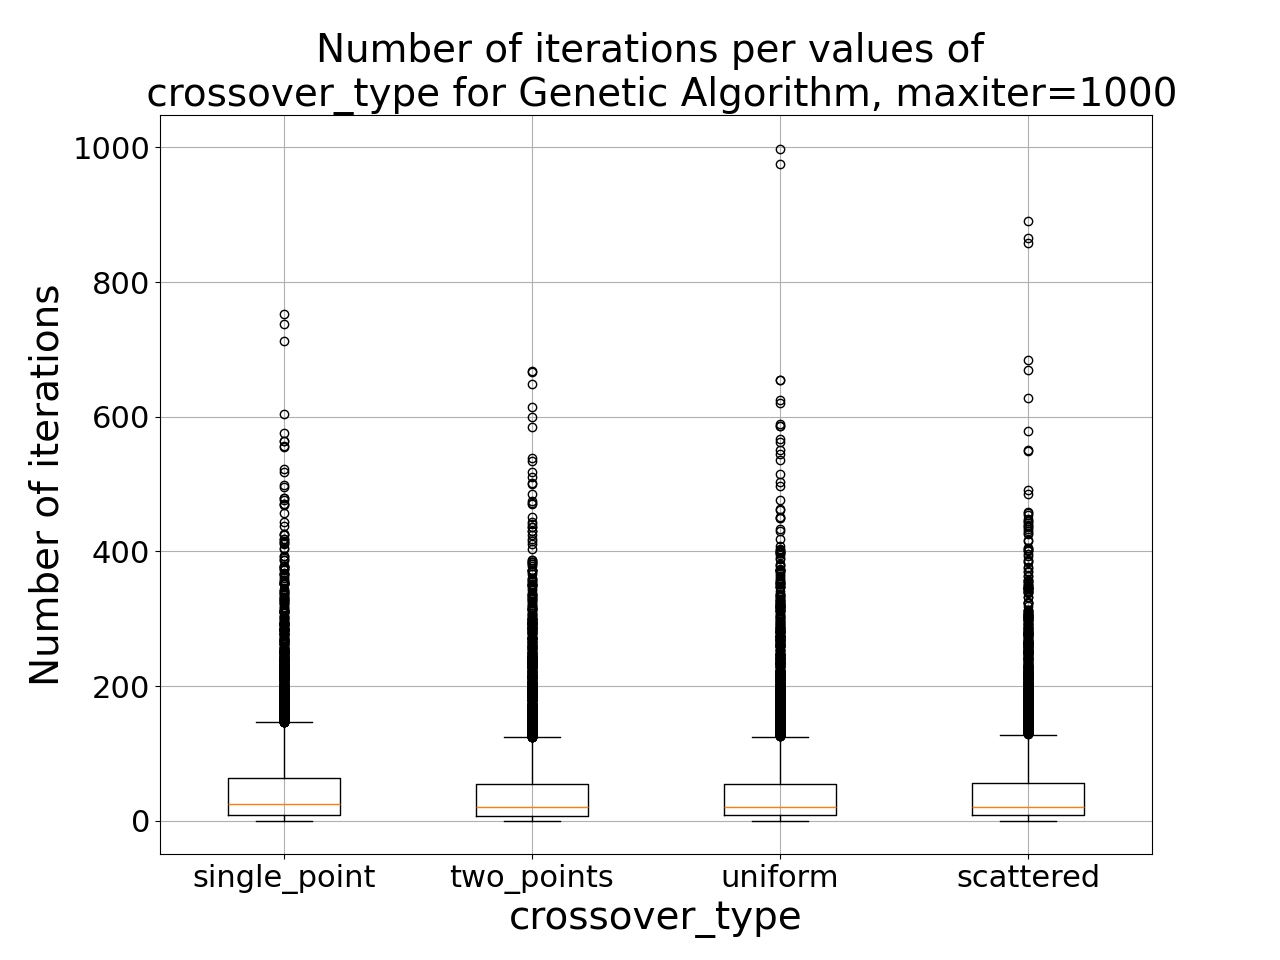 Number of iterations per values of
crossover_type for Genetic Algorithm, maxiter=1000
1000
800
600
400
200
0
Number of iterations
single_point two_points uniform scattered
crossover_type